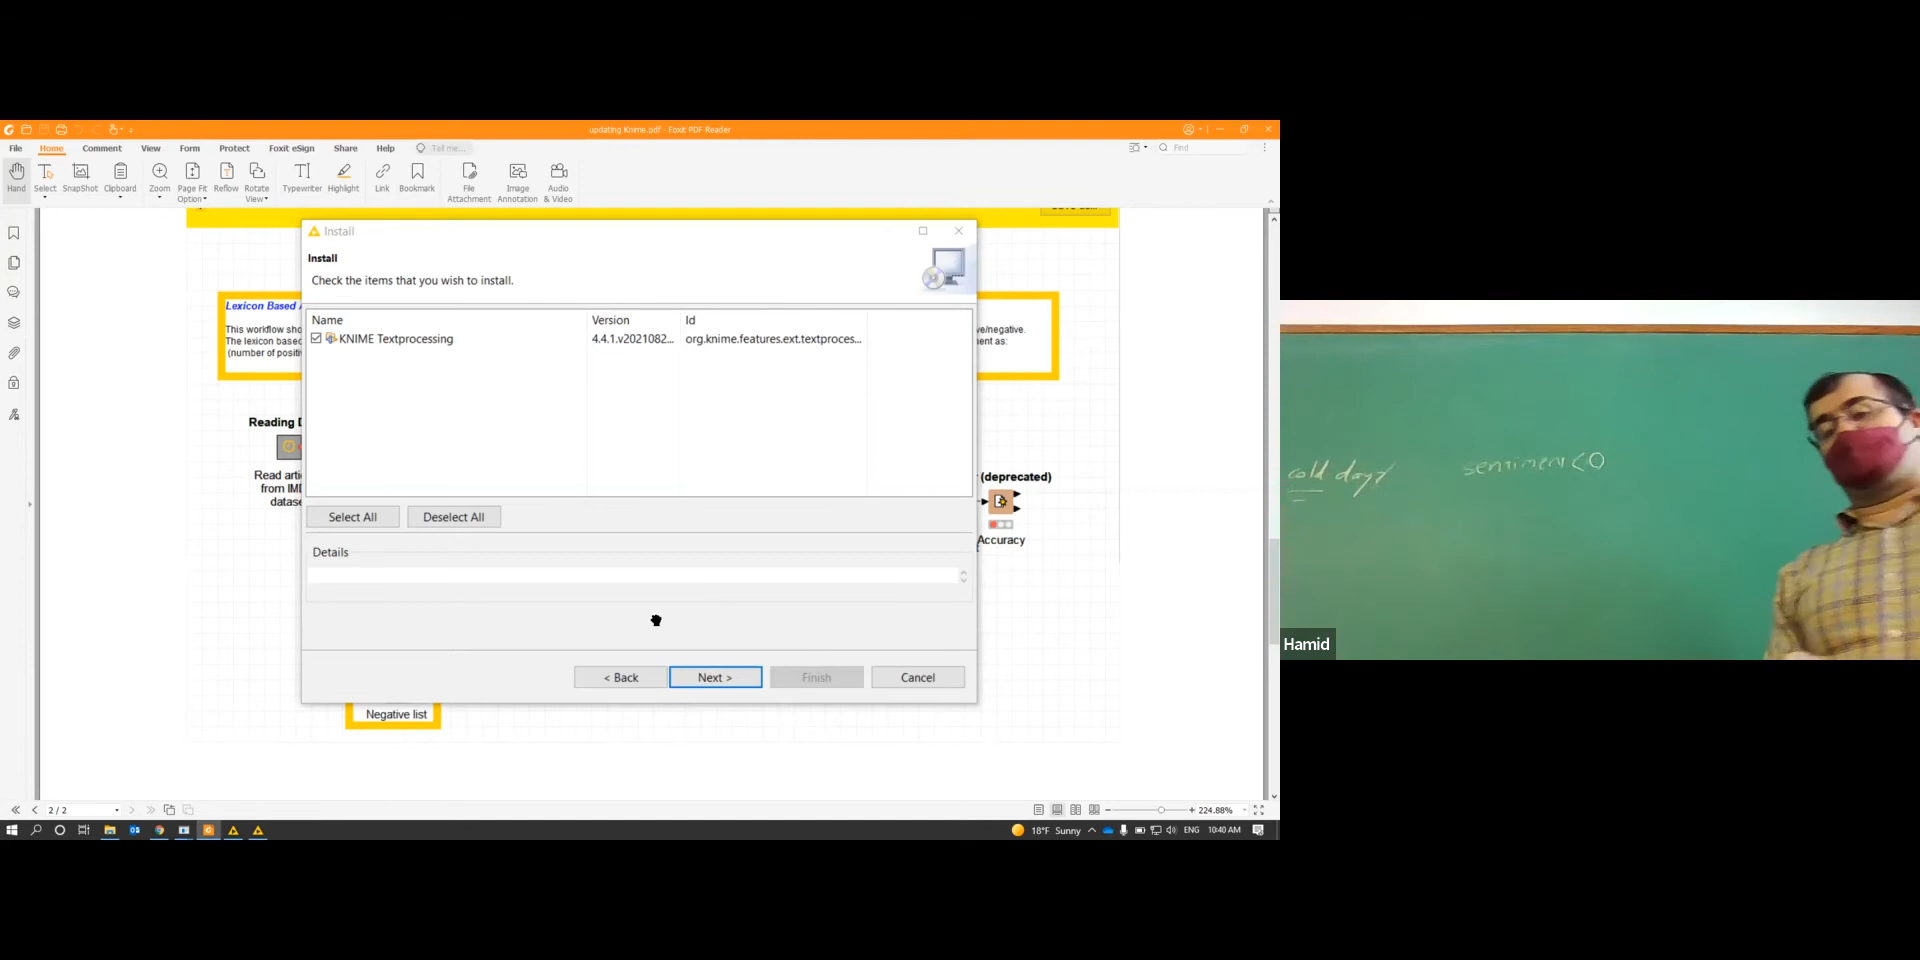 updating Knime.pdf - Foxit PDF Reader
File Home Comment View Form Protect Foxit eSign Share Help Tell me... Find
Hand Select SnapShot Clipboard Zoom Page Fit Option Reflow Rotate View Typewriter Highlight Link Bookmark File Attachment Image Annotation Audio & Video
Install
Install
Check the items that you wish to install.
Name Version Id
KNIME Textprocessing 4.4.1.v2021082... org.knime.features.ext.textproces...
Select All Deselect All
Details
< Back Next > Finish Cancel
Lexicon Based
This workflow sho
The lexicon based
(number of positi
ve/negative.
ent as:
Reading D
Read arti
from IMD
datase
(deprecated)
Accuracy
Negative list
2 / 2
224.88%
18°F Sunny ENG 10:40 AM
cold days
sentiment<0
Hamid